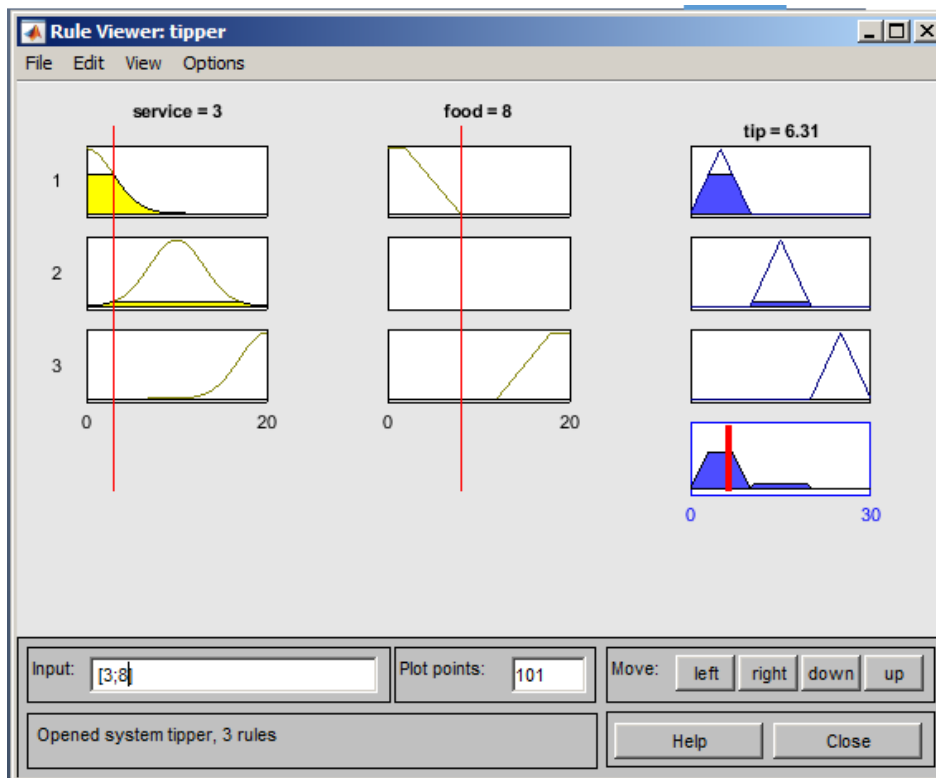 Rule Viewer: tipper
File Edit View Options
service = 3 food = 8 tip = 6.31
1
2
3
0 20 0 20
0 30
Input: [3;8] Plot points: 101 Move: left right down up
Opened system tipper, 3 rules Help Close